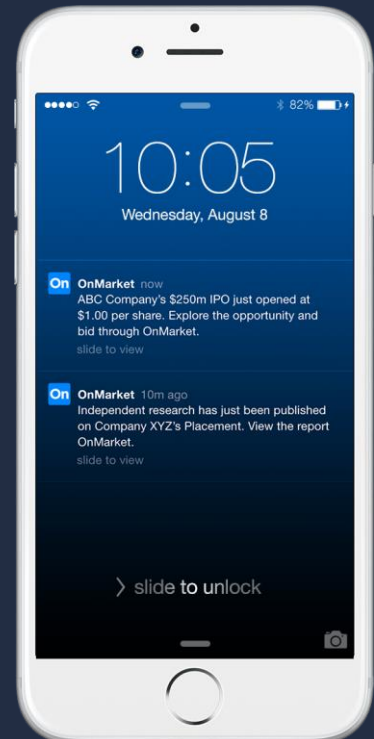 82%
10:05
Wednesday, August 8
On OnMarket now
ABC Company's $250m IPO just opened at
$1.00 per share. Explore the opportunity and
bid through OnMarket.
slide to view
On OnMarket 10m ago
Independent research has just been published
on Company XYZ's Placement. View the report
OnMarket.
slide to view
> slide to unlock